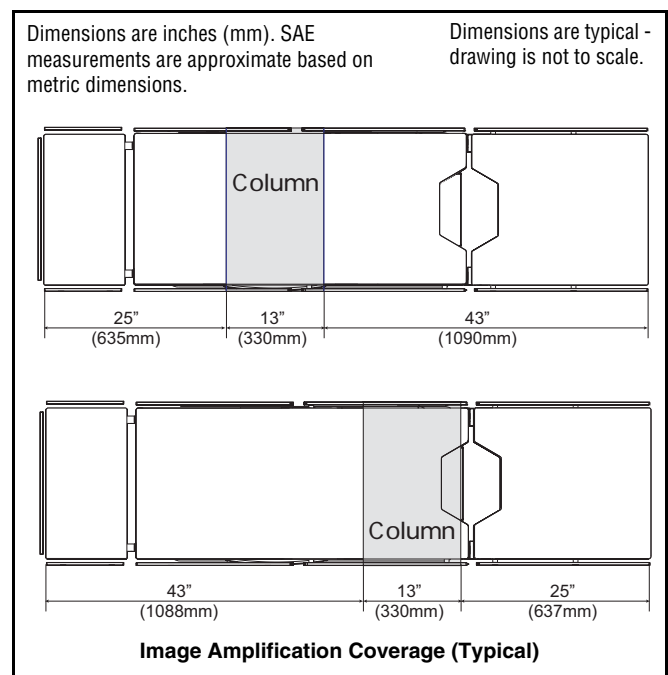 Dimensions are inches (mm). SAE
measurements are approximate based on
metric dimensions.
Dimensions are typical -
drawing is not to scale.
Column
25”
(635mm)
13”
(330mm)
43”
(1090mm)
Column
43”
(1088mm)
13”
(330mm)
25”
(637mm)
Image Amplification Coverage (Typical)